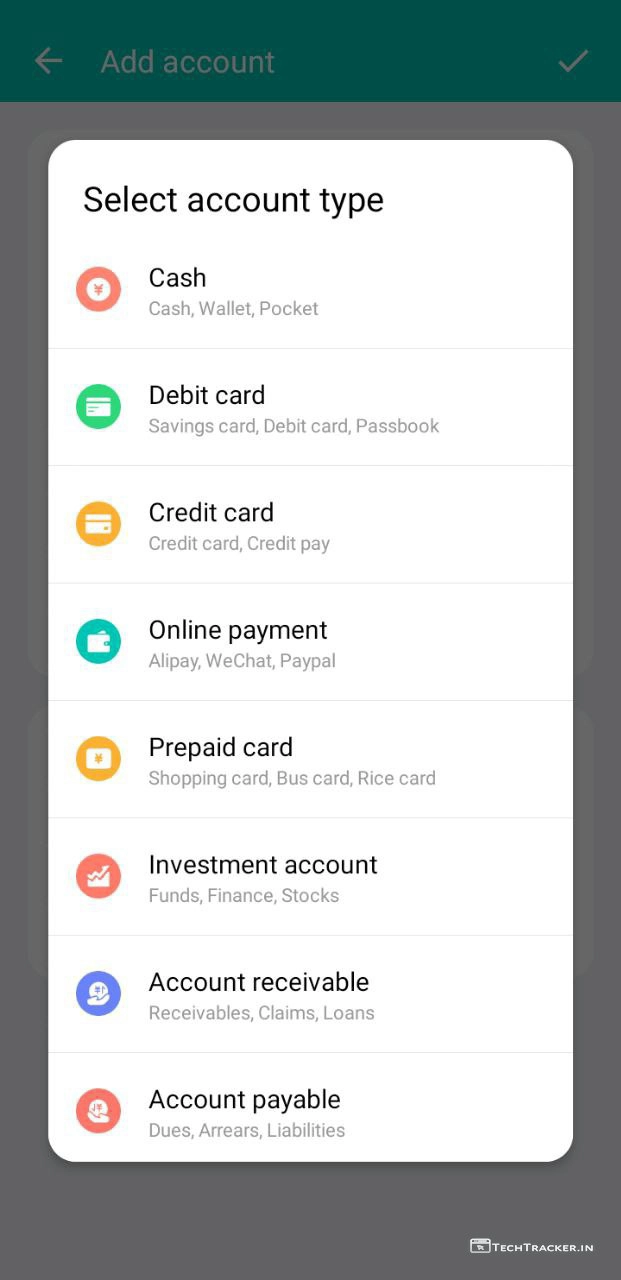 Add account
Select account type
¥
Cash
Cash, Wallet, Pocket
Debit card
Savings card, Debit card, Passbook
Credit card
Credit card, Credit pay
Online payment
Alipay, WeChat, Paypal
¥
Prepaid card
Shopping card, Bus card, Rice card
Investment account
Funds, Finance, Stocks
Account receivable
Receivables, Claims, Loans
Account payable
Dues, Arrears, Liabilities
TECHTRACKER.IN